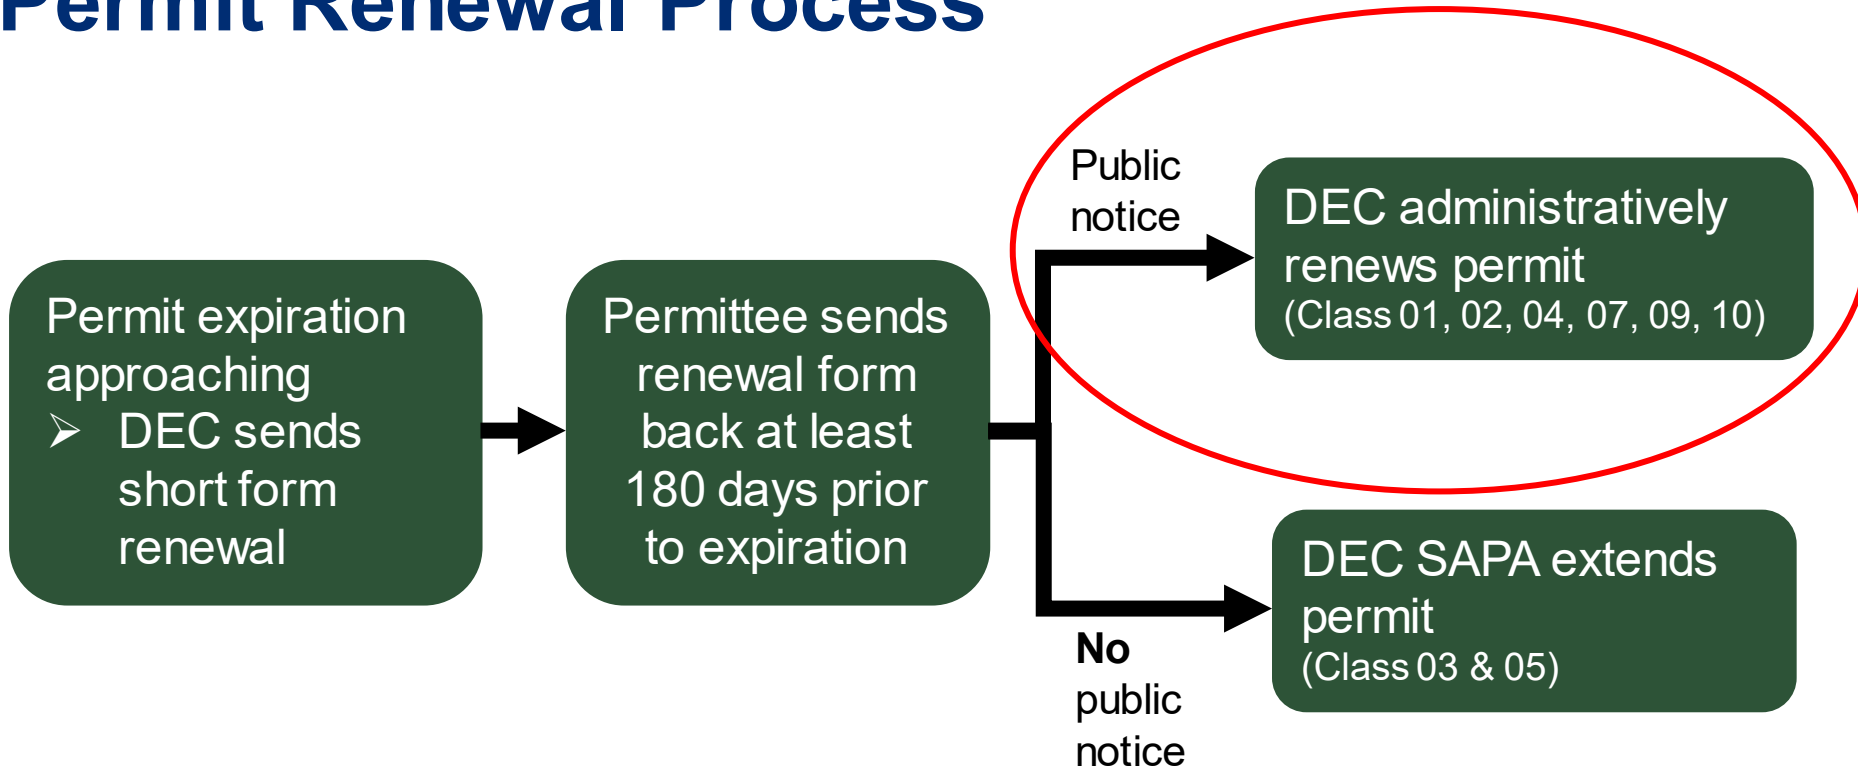 Permit Renewal Process
Permit expiration
approaching
➢ DEC sends
short form
renewal
Permittee sends
renewal form
back at least
180 days prior
to expiration
Public
notice
DEC administratively
renews permit
(Class 01, 02, 04, 07, 09, 10)
No
public
notice
DEC SAPA extends
permit
(Class 03 & 05)